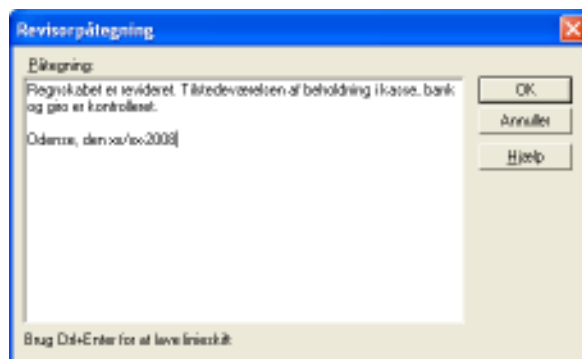 Revisorpåtegning
Påtegning:
Regnskabet er revideret. Tilstedeværelsen af beholdning i kasse, bank
og giro er kontrolleret.
Odense, den xx/xx-2008
OK
Annuller
Hjælp
Brug Ctrl+Enter for at lave linieskift